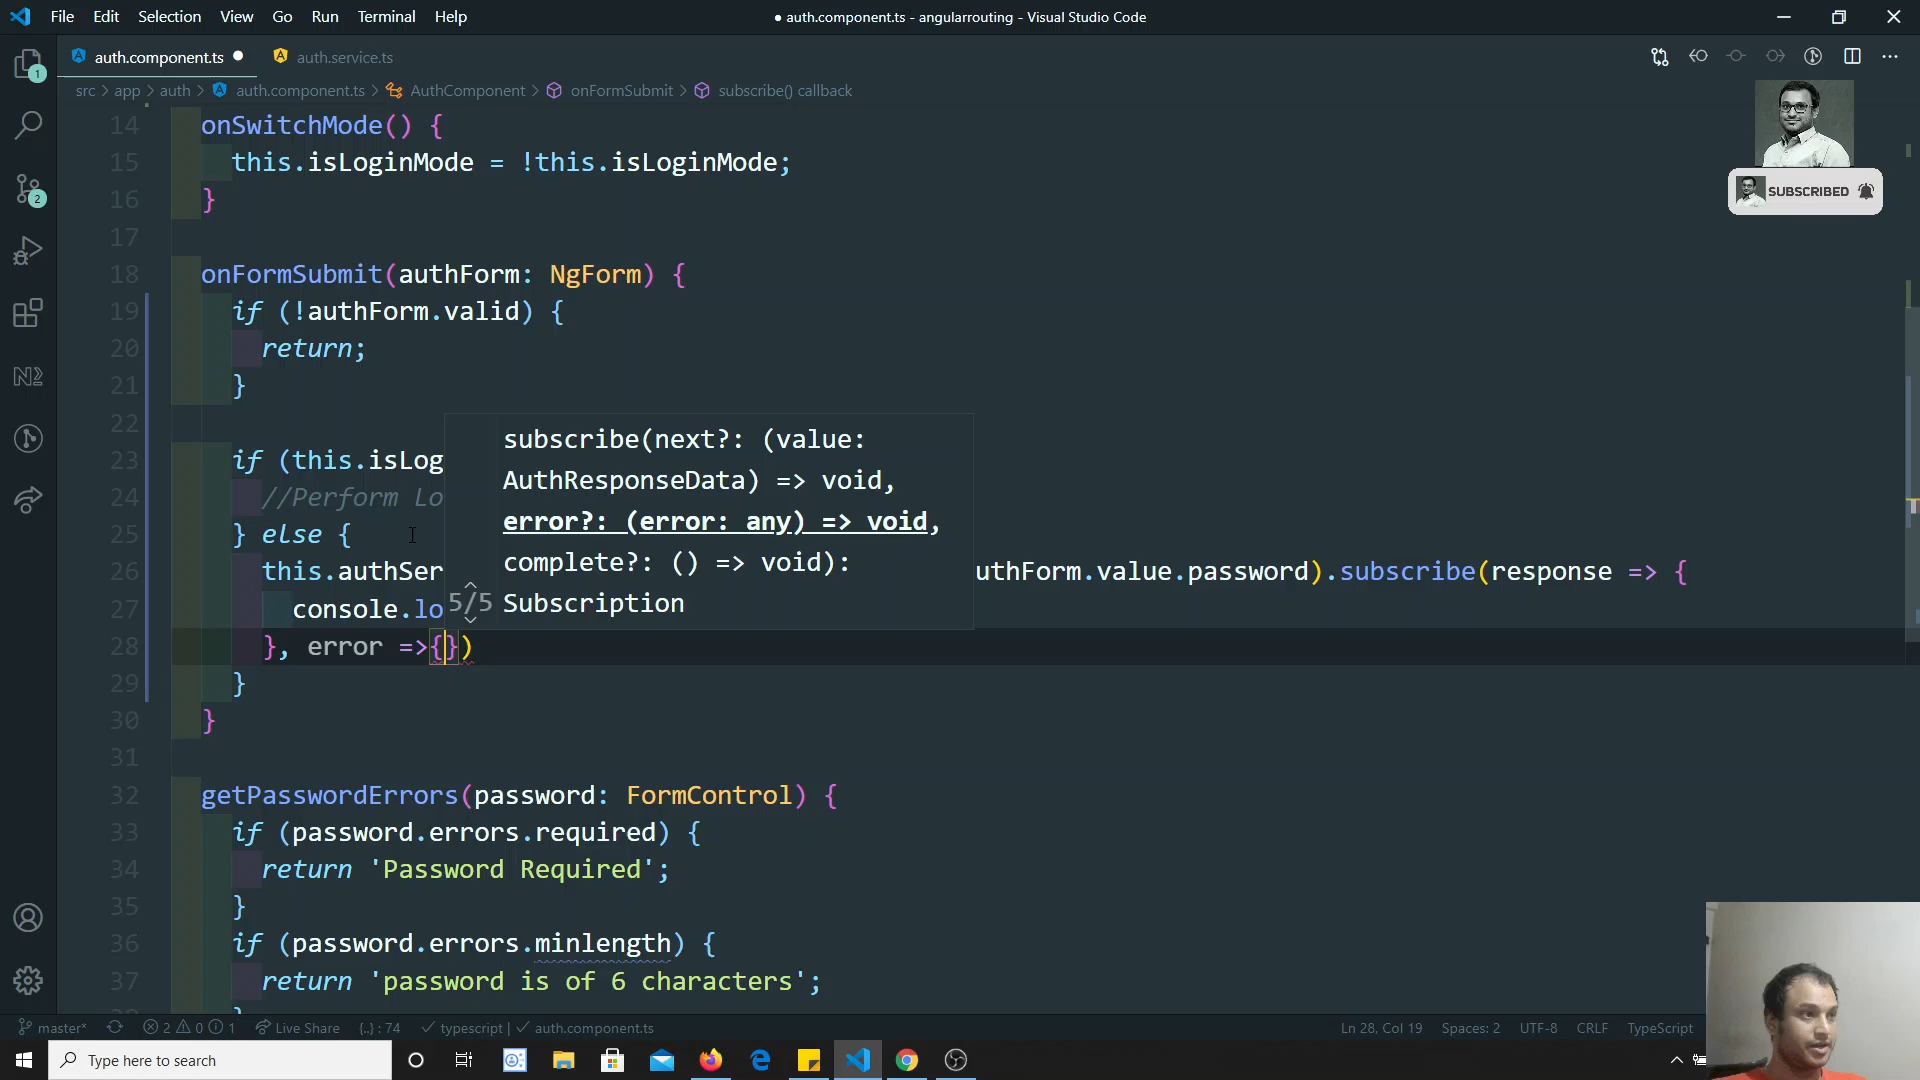 File Edit Selection View Go Run Terminal Help
● auth.component.ts - angularrouting - Visual Studio Code
auth.component.ts ●
auth.service.ts
src > app > auth > auth.component.ts > AuthComponent > onFormSubmit > subscribe() callback
SUBSCRIBED
14 onSwitchMode() {
15 this.isLoginMode = !this.isLoginMode;
16 }
17
18 onFormSubmit(authForm: NgForm) {
19 if (!authForm.valid) {
20 return;
21 }
22
23 if (this.isLog
24 //Perform Lo
25 } else {
26 this.authSer uthForm.value.password).subscribe(response => {
27 console.lo
28 }, error =>{})
29 }
30 }
31
32 getPasswordErrors(password: FormControl) {
33 if (password.errors.required) {
34 return 'Password Required';
35 }
36 if (password.errors.minlength) {
37 return 'password is of 6 characters';
subscribe(next?: (value:
AuthResponseData) => void,
error?: (error: any) => void,
complete?: () => void):
5/5 Subscription
1
2
master* 2 0 1 Live Share {..} : 74 ✓ typescript | ✓ auth.component.ts
Ln 28, Col 19 Spaces: 2 UTF-8 CRLF TypeScript
Type here to search